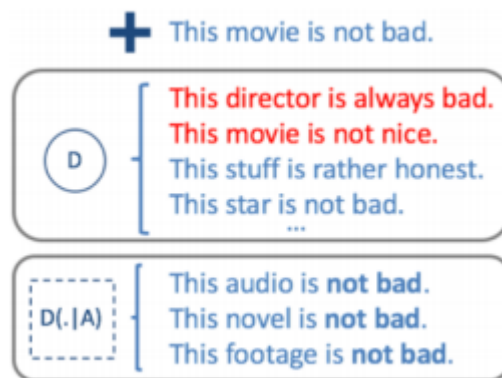 + This movie is not bad.
This director is always bad.
This movie is not nice.
D
This stuff is rather honest.
This star is not bad.
...
This audio is not bad.
D(.|A)
This novel is not bad.
This footage is not bad.